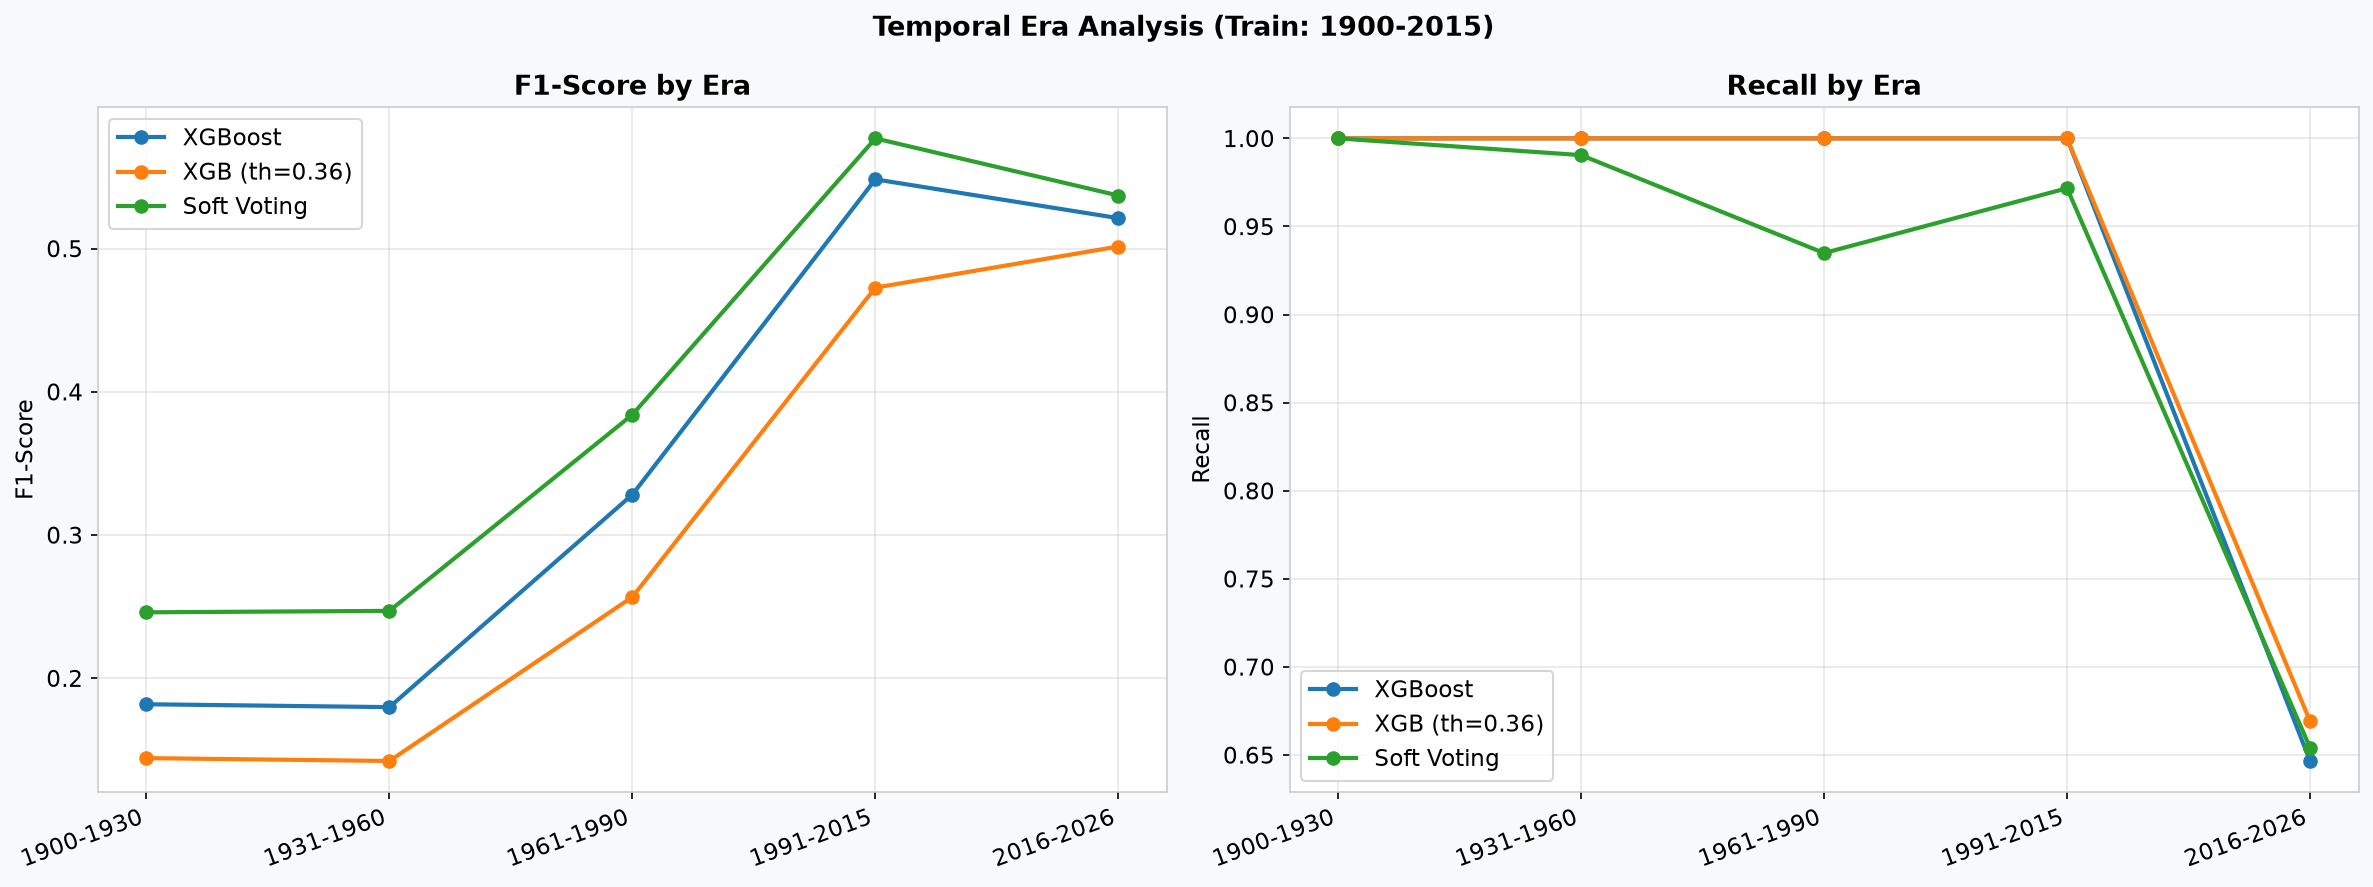 Temporal Era Analysis (Train: 1900-2015)
F1-Score by Era
XGBoost
XGB (th=0.36)
Soft Voting
0.5
0.4
0.3
0.2
F1-Score
1900-1930
1931-1960
1961-1990
1991-2015
2016-2026
Recall by Era
1.00
0.95
0.90
0.85
0.80
0.75
0.70
0.65
Recall
XGBoost
XGB (th=0.36)
Soft Voting
1900-1930
1931-1960
1961-1990
1991-2015
2016-2026